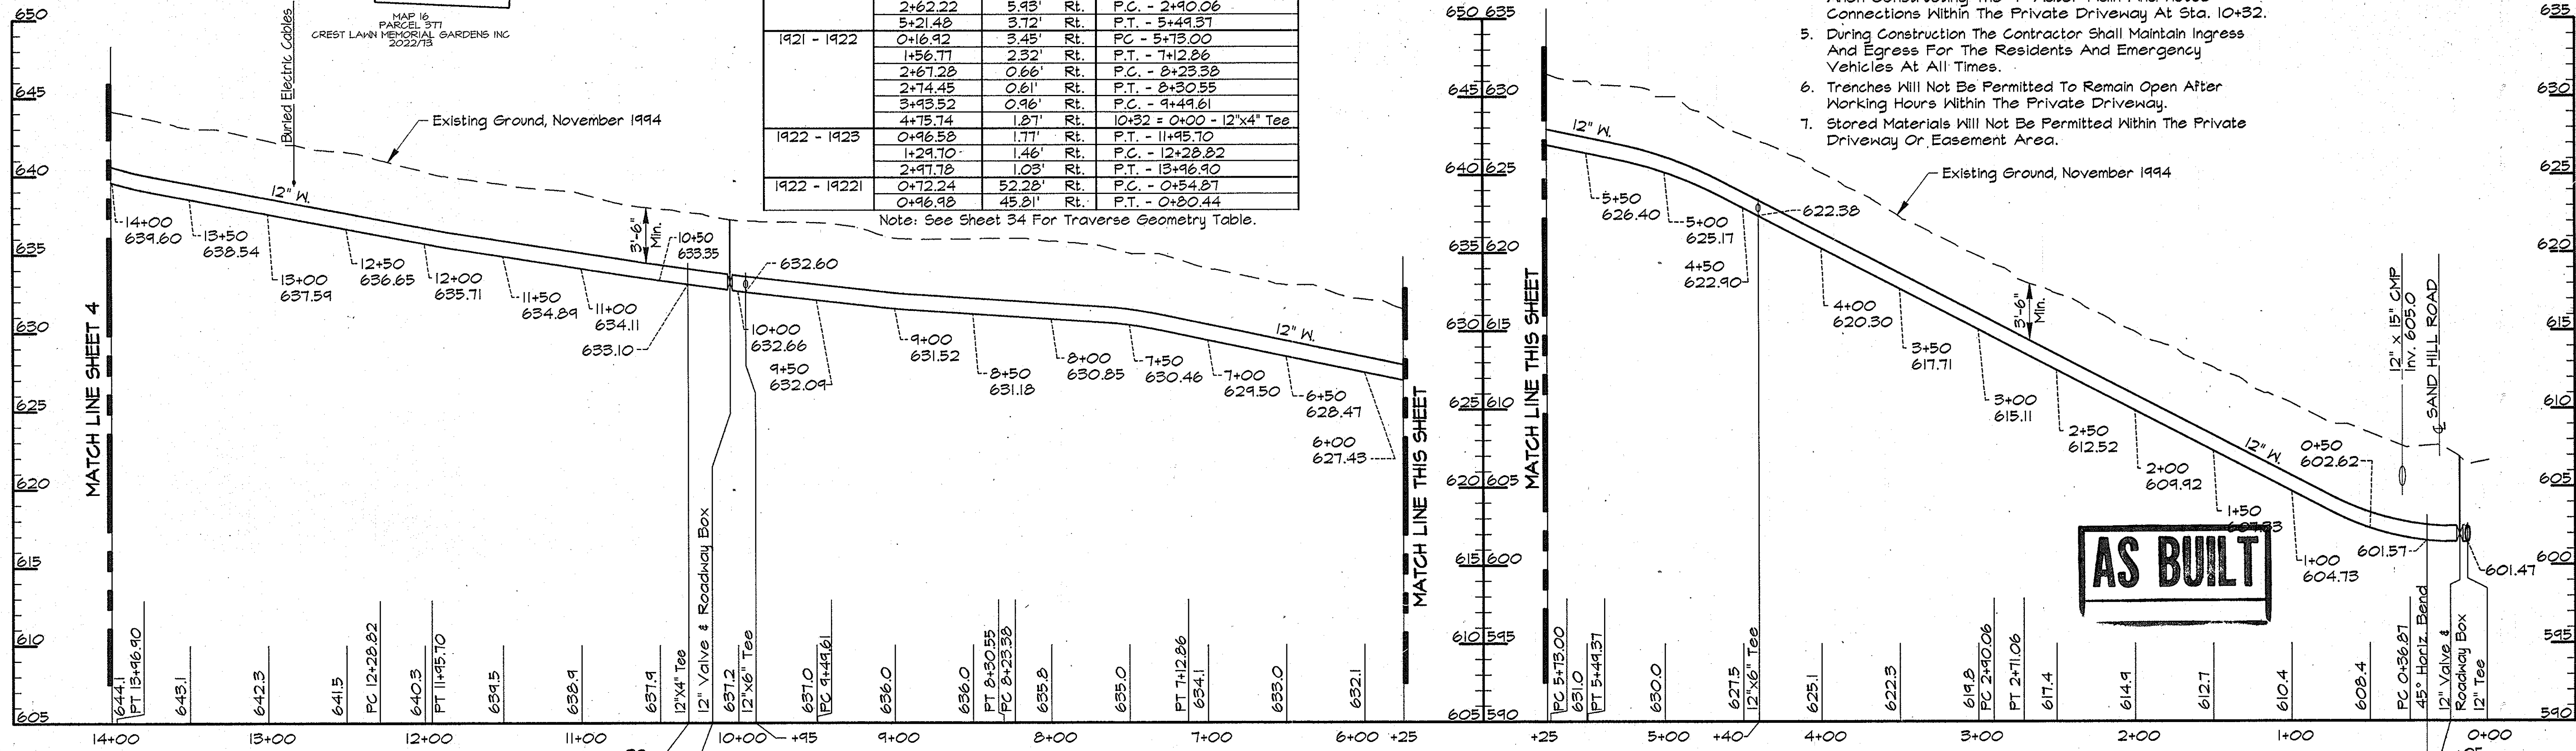 MAP 16
PARCEL 377
CREST LAWN MEMORIAL GARDENS INC
2022/73
2+62.22 5.93' Rt. P.C. - 2+90.06
5+21.48 3.72' Rt. P.T. - 5+49.37
1921 - 1922 0+16.92 3.45' Rt. PC - 5+73.00
1+56.77 2.32' Rt. P.T. - 7+12.86
2+67.28 0.66' Rt. P.C. - 8+23.38
2+74.45 0.61' Rt. P.T. - 8+30.55
3+93.52 0.96' Rt. P.C. - 9+49.61
4+75.74 1.87' Rt. 10+32 = 0+00 - 12"x4" Tee
1922 - 1923 0+96.58 1.77' Rt. P.T. - 11+95.70
1+29.70 1.46' Rt. P.C. - 12+28.82
2+97.78 1.03' Rt. P.T. - 13+96.90
1922 - 19221 0+72.24 52.28' Rt. P.C. - 0+54.87
0+96.98 45.81' Rt. P.T. - 0+80.44
Note: See Sheet 34 For Traverse Geometry Table.
Connections Within The Private Driveway At Sta. 10+32.
5. During Construction The Contractor Shall Maintain Ingress
And Egress For The Residents And Emergency
Vehicles At All Times.
6. Trenches Will Not Be Permitted To Remain Open After
Working Hours Within The Private Driveway.
7. Stored Materials Will Not Be Permitted Within The Private
Driveway Or Easement Area.
650
645
640
635
630
625
620
615
610
605
MATCH LINE SHEET 4
Buried Electric Cables
Existing Ground, November 1994
12" W.
14+00
639.60
13+50
638.54
13+00
637.59
12+50
636.65
12+00
635.71
11+50
634.89
11+00
634.11
3'-6"
Min.
10+50
633.35
633.10
632.60
10+00
632.66
9+50
632.09
9+00
631.52
8+50
631.18
8+00
630.85
7+50
630.46
7+00
629.50
12" W.
6+50
628.47
6+00
627.43
MATCH LINE THIS SHEET
644.1
PT 13+96.90
643.1
642.3
641.5
PC 12+28.82
640.3
PT 11+95.70
639.5
638.9
637.9
12"X4" Tee
12" Valve & Roadway Box
637.2
12"x6" Tee
637.0
PC 9+49.61
636.0
636.0
PT 8+30.55
PC 8+23.38
635.8
635.0
PT 7+12.86
634.1
633.0
632.1
14+00 13+00 12+00 11+00 10+00 +95 9+00 8+00 7+00 6+00 +25
650 635
645 630
640 625
635 620
630 615
625 610
620 605
615 600
610 595
605 590
MATCH LINE THIS SHEET
12" W.
5+50
626.40
5+00
625.17
4+50
622.90
622.38
4+00
620.30
3+50
617.71
3+00
615.11
2+50
612.52
2+00
609.92
1+50
1+00
604.73
0+50
602.62
601.57
601.47
12" W.
3'-6"
Min.
Existing Ground, November 1994
12" x 15" CMP
Inv. 605.0
℄ SAND HILL ROAD
AS BUILT
PC 5+73.00
631.0
PT 5+49.37
630.0
627.5
12"x6" Tee
625.1
622.3
619.8
PC 2+90.06
PT 2+71.06
617.4
614.9
612.7
610.4
608.4
PC 0+36.87
45° Horiz. Bend
12" Valve &
Roadway Box
12" Tee
+25 5+00 +40 4+00 3+00 2+00 1+00 0+00
635
630
625
620
615
610
605
600
595
590